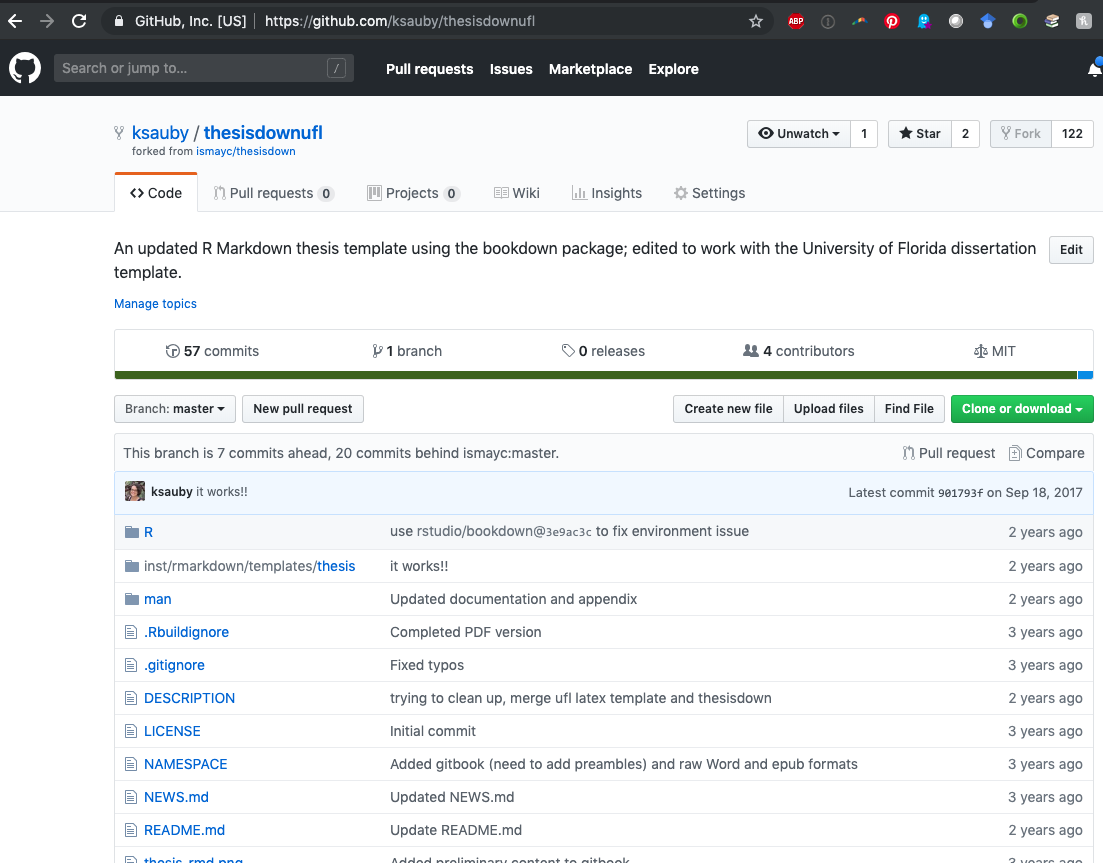 GitHub, Inc. [US] https://github.com/ksauby/thesisdownufl
ABP
Search or jump to... /
Pull requests Issues Marketplace Explore
ksauby / thesisdownufl
forked from ismayc/thesisdown
Unwatch 1 Star 2 Fork 122
Code Pull requests 0 Projects 0 Wiki Insights Settings
An updated R Markdown thesis template using the bookdown package; edited to work with the University of Florida dissertation
template.
Edit
Manage topics
57 commits 1 branch 0 releases 4 contributors MIT
Branch: master New pull request Create new file Upload files Find File Clone or download
This branch is 7 commits ahead, 20 commits behind ismayc:master. Pull request Compare
ksauby it works!! Latest commit 901793f on Sep 18, 2017
R use rstudio/bookdown@3e9ac3c to fix environment issue 2 years ago
inst/rmarkdown/templates/thesis it works!! 2 years ago
man Updated documentation and appendix 2 years ago
.Rbuildignore Completed PDF version 3 years ago
.gitignore Fixed typos 3 years ago
DESCRIPTION trying to clean up, merge ufl latex template and thesisdown 2 years ago
LICENSE Initial commit 3 years ago
NAMESPACE Added gitbook (need to add preambles) and raw Word and epub formats 3 years ago
NEWS.md Updated NEWS.md 3 years ago
README.md Update README.md 2 years ago
thesis_rmd.png Added preliminary content to gitbook 3 years ago